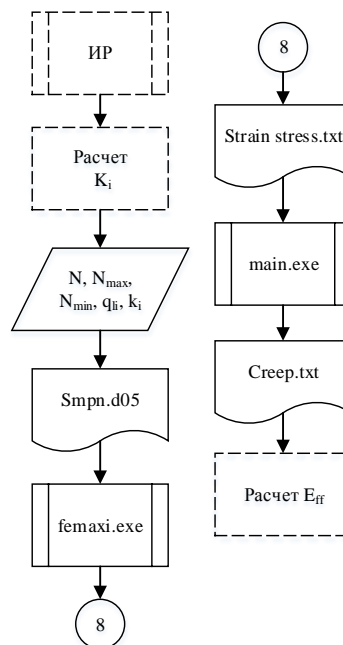 ИР
Расчет
Ki
N, Nmax,
Nmin, qli, ki
Smpn.d05
femaxi.exe
8
8
Strain stress.txt
main.exe
Creep.txt
Расчет Eff